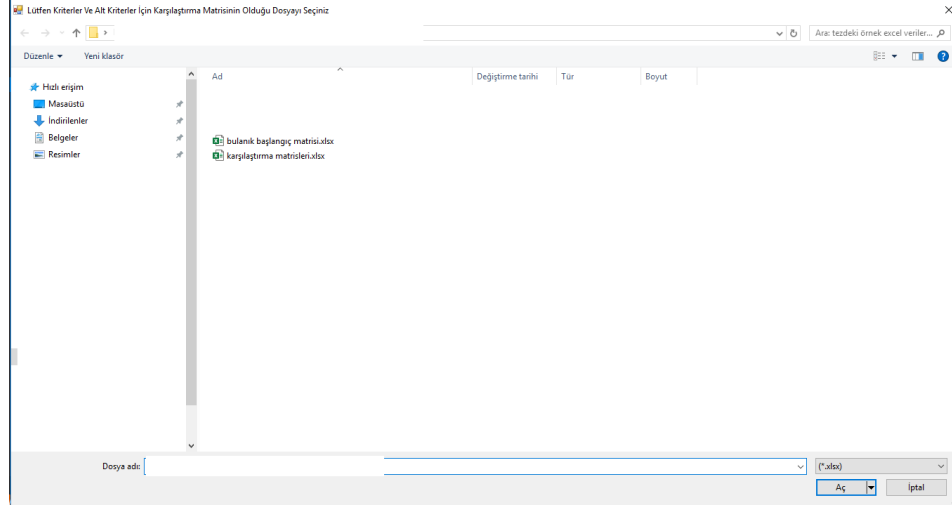 Lütfen Kriterler Ve Alt Kriterler İçin Karşılaştırma Matrisinin Olduğu Dosyayı Seçiniz
Ara: tezdeki örnek excel veriler...
Düzenle Yeni klasör
Ad Değiştirme tarihi Tür Boyut
Hızlı erişim
Masaüstü
İndirilenler
Belgeler
Resimler
bulanık başlangıç matrisi.xlsx
karşılaştırma matrisleri.xlsx
Dosya adı: (*.xlsx)
Aç İptal